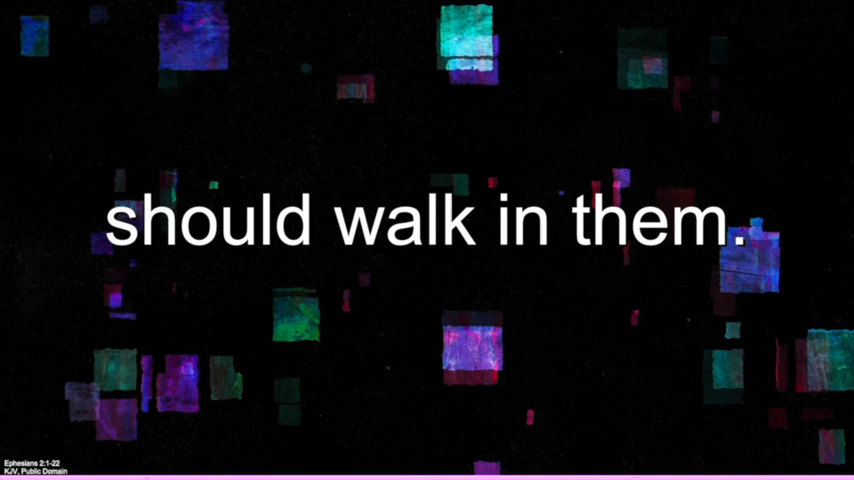 should walk in them.
Ephesians 2:1-22
KJV, Public Domain